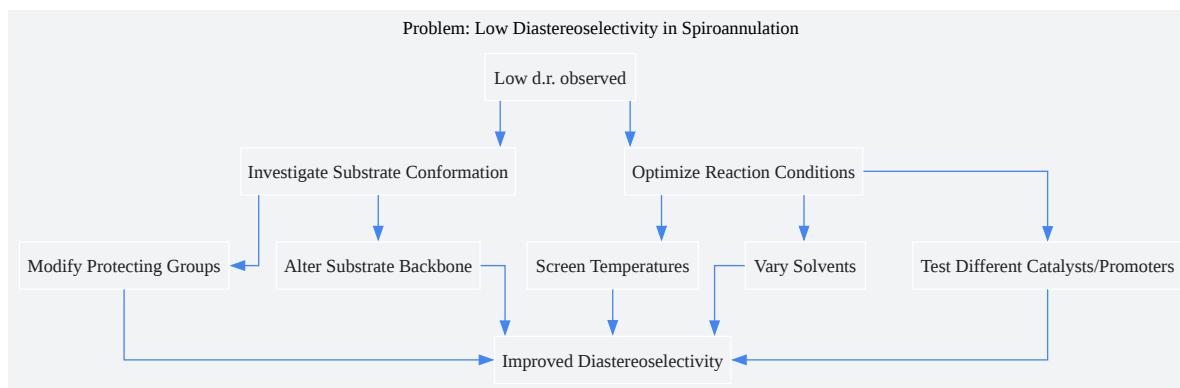 Problem: Low Diastereoselectivity in Spiroannulation
Low d.r. observed
Investigate Substrate Conformation
Optimize Reaction Conditions
Modify Protecting Groups
Alter Substrate Backbone
Screen Temperatures
Vary Solvents
Test Different Catalysts/Promoters
Improved Diastereoselectivity